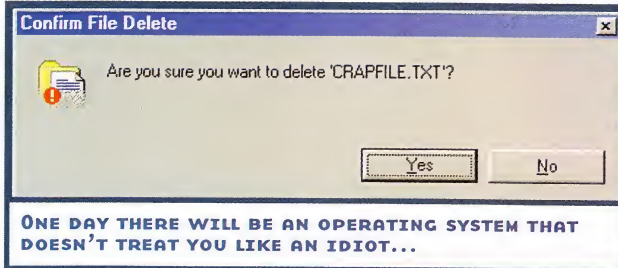 Confirm File Delete
Are you sure you want to delete 'CRAPFILE.TXT'?
Yes
No
ONE DAY THERE WILL BE AN OPERATING SYSTEM THAT
DOESN'T TREAT YOU LIKE AN IDIOT...